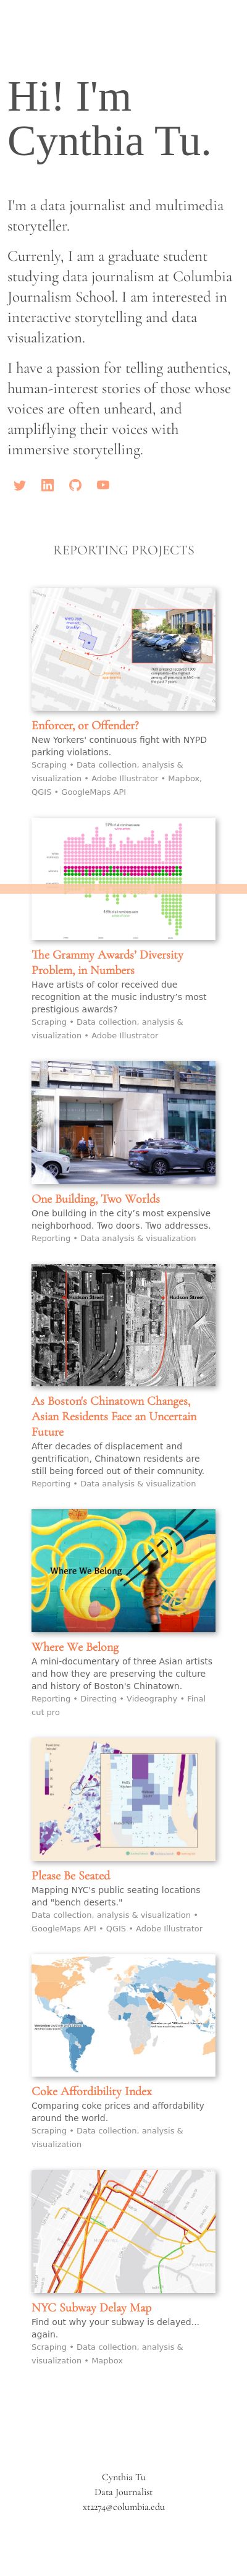 Hi! I'm
Cynthia Tu.
I'm a data journalist and multimedia
storyteller.
Currenly, I am a graduate student
studying data journalism at Columbia
Journalism School. I am interested in
interactive storytelling and data
visualization.
I have a passion for telling authentics,
human-interest stories of those whose
voices are often unheard, and
amplifying their voices with
immersive storytelling.
REPORTING PROJECTS
Enforcer, or Offender?
New Yorkers' continuous fight with NYPD
parking violations.
Scraping • Data collection, analysis &
visualization • Adobe Illustrator • Mapbox,
QGIS • GoogleMaps API
The Grammy Awards' Diversity
Problem, in Numbers
Have artists of color received due
recognition at the music industry's most
prestigious awards?
Scraping • Data collection, analysis &
visualization • Adobe Illustrator
One Building, Two Worlds
One building in the city's most expensive
neighborhood. Two doors. Two addresses.
Reporting • Data analysis & visualization
Hudson Street
Hudson Street
As Boston's Chinatown Changes,
Asian Residents Face an Uncertain
Future
After decades of displacement and
gentrification, Chinatown residents are
still being forced out of their community.
Reporting • Data analysis & visualization
Where We Belong
Where We Belong
A mini-documentary of three Asian artists
and how they are preserving the culture
and history of Boston's Chinatown.
Reporting • Directing • Videography • Final
cut pro
Please Be Seated
Mapping NYC's public seating locations
and "bench deserts."
Data collection, analysis & visualization •
GoogleMaps API • QGIS • Adobe Illustrator
Coke Affordibility Index
Comparing coke prices and affordability
around the world.
Scraping • Data collection, analysis &
visualization
NYC Subway Delay Map
Find out why your subway is delayed...
again.
Scraping • Data collection, analysis &
visualization • Mapbox
Cynthia Tu
Data Journalist
xt2274@columbia.edu